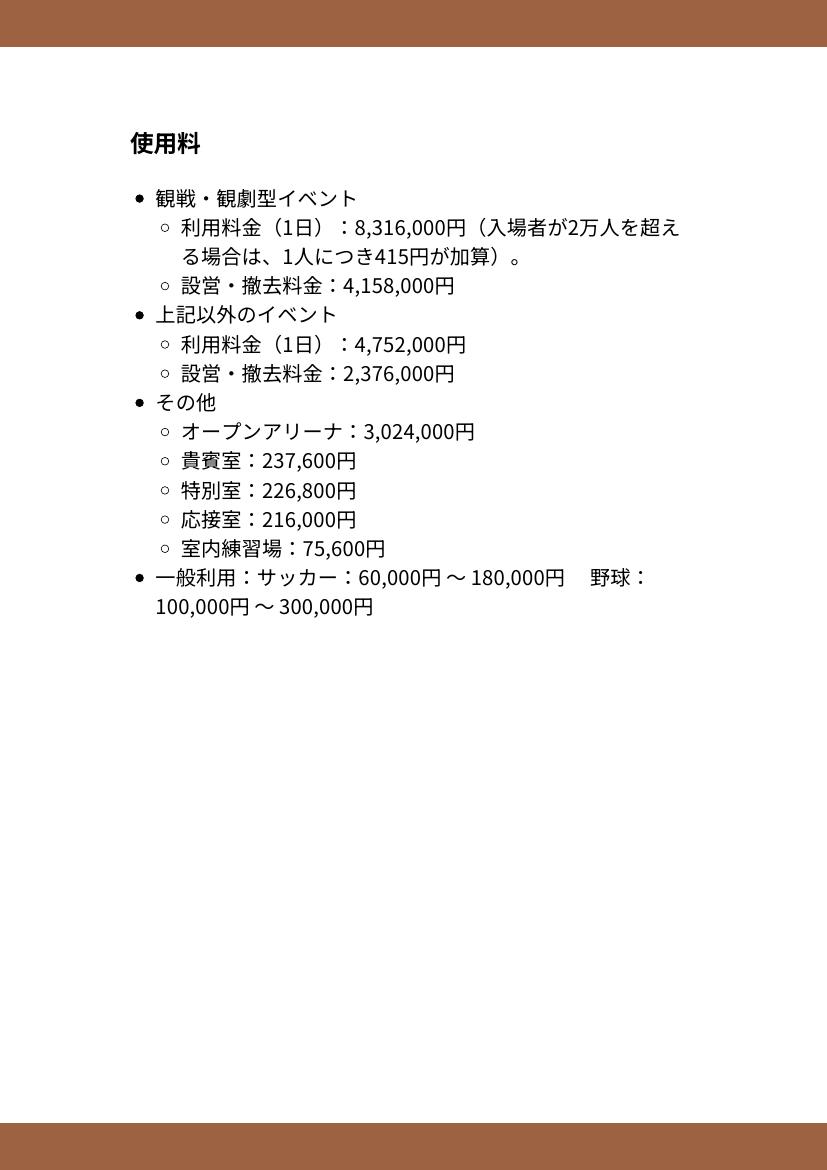 使用料
• 観戦・観劇型イベント
◦ 利用料金（1日）：8,316,000円（入場者が2万人を超え
る場合は、1人につき415円が加算）。
◦ 設営・撤去料金：4,158,000円
• 上記以外のイベント
◦ 利用料金（1日）：4,752,000円
◦ 設営・撤去料金：2,376,000円
• その他
◦ オープンアリーナ：3,024,000円
◦ 貴賓室：237,600円
◦ 特別室：226,800円
◦ 応接室：216,000円
◦ 室内練習場：75,600円
• 一般利用：サッカー：60,000円 〜 180,000円　野球：
100,000円 〜 300,000円